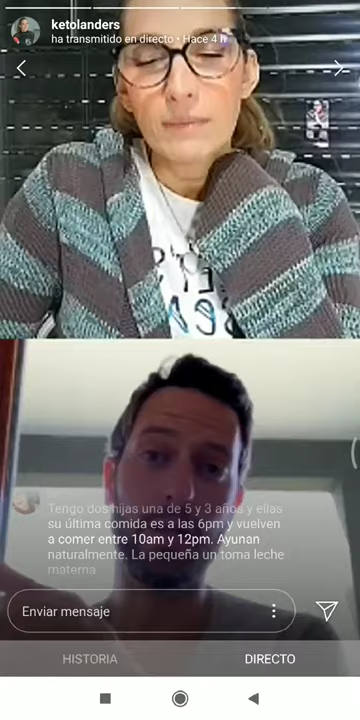 ketolanders
ha transmitido en directo • Hace 4 h
Tengo dos hijas una de 5 y 3 años y ellas
su última comida es a las 6pm y vuelven
a comer entre 10am y 12pm. Ayunan
naturalmente. La pequeña un toma leche
materna
Enviar mensaje
HISTORIA
DIRECTO